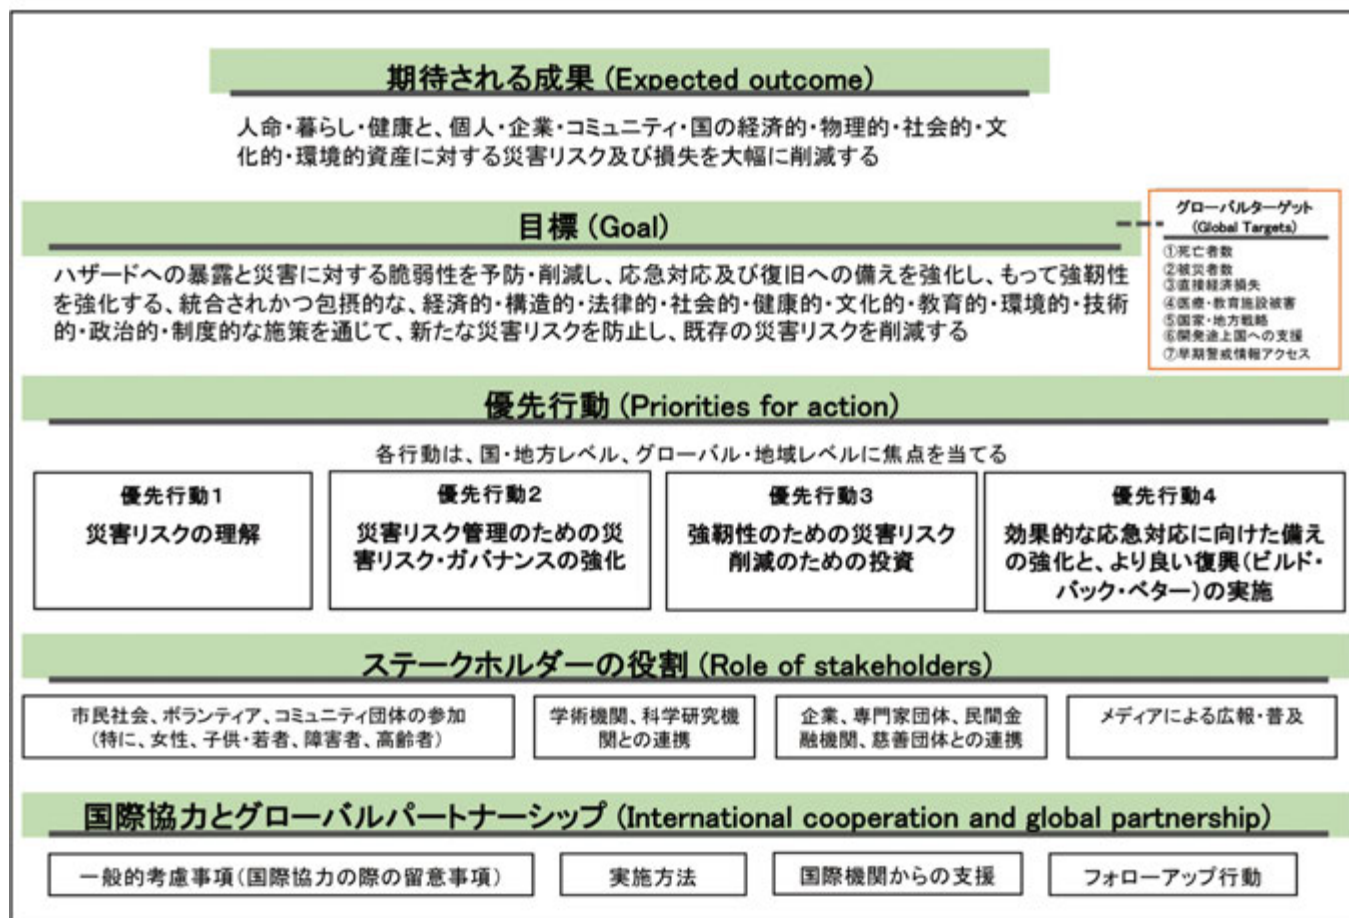 期待される成果 (Expected outcome)
人命・暮らし・健康と、個人・企業・コミュニティ・国の経済的・物理的・社会的・文
化的・環境的資産に対する災害リスク及び損失を大幅に削減する
目標 (Goal)
グローバルターゲット
(Global Targets)
①死亡者数
②被災者数
③直接経済損失
④医療・教育施設被害
⑤国家・地方戦略
⑥開発途上国への支援
⑦早期警戒情報アクセス
ハザードへの暴露と災害に対する脆弱性を予防・削減し、応急対応及び復旧への備えを強化し、もって強靭性
を強化する、統合されかつ包摂的な、経済的・構造的・法律的・社会的・健康的・文化的・教育的・環境的・技術
的・政治的・制度的な施策を通じて、新たな災害リスクを防止し、既存の災害リスクを削減する
優先行動 (Priorities for action)
各行動は、国・地方レベル、グローバル・地域レベルに焦点を当てる
優先行動1
災害リスクの理解
優先行動2
災害リスク管理のための災
害リスク・ガバナンスの強化
優先行動3
強靭性のための災害リスク
削減のための投資
優先行動4
効果的な応急対応に向けた備え
の強化と、より良い復興(ビルド・
バック・ベター)の実施
ステークホルダーの役割 (Role of stakeholders)
市民社会、ボランティア、コミュニティ団体の参加
(特に、女性、子供・若者、障害者、高齢者)
学術機関、科学研究機
関との連携
企業、専門家団体、民間金
融機関、慈善団体との連携
メディアによる広報・普及
国際協力とグローバルパートナーシップ (International cooperation and global partnership)
一般的考慮事項(国際協力の際の留意事項)
実施方法
国際機関からの支援
フォローアップ行動